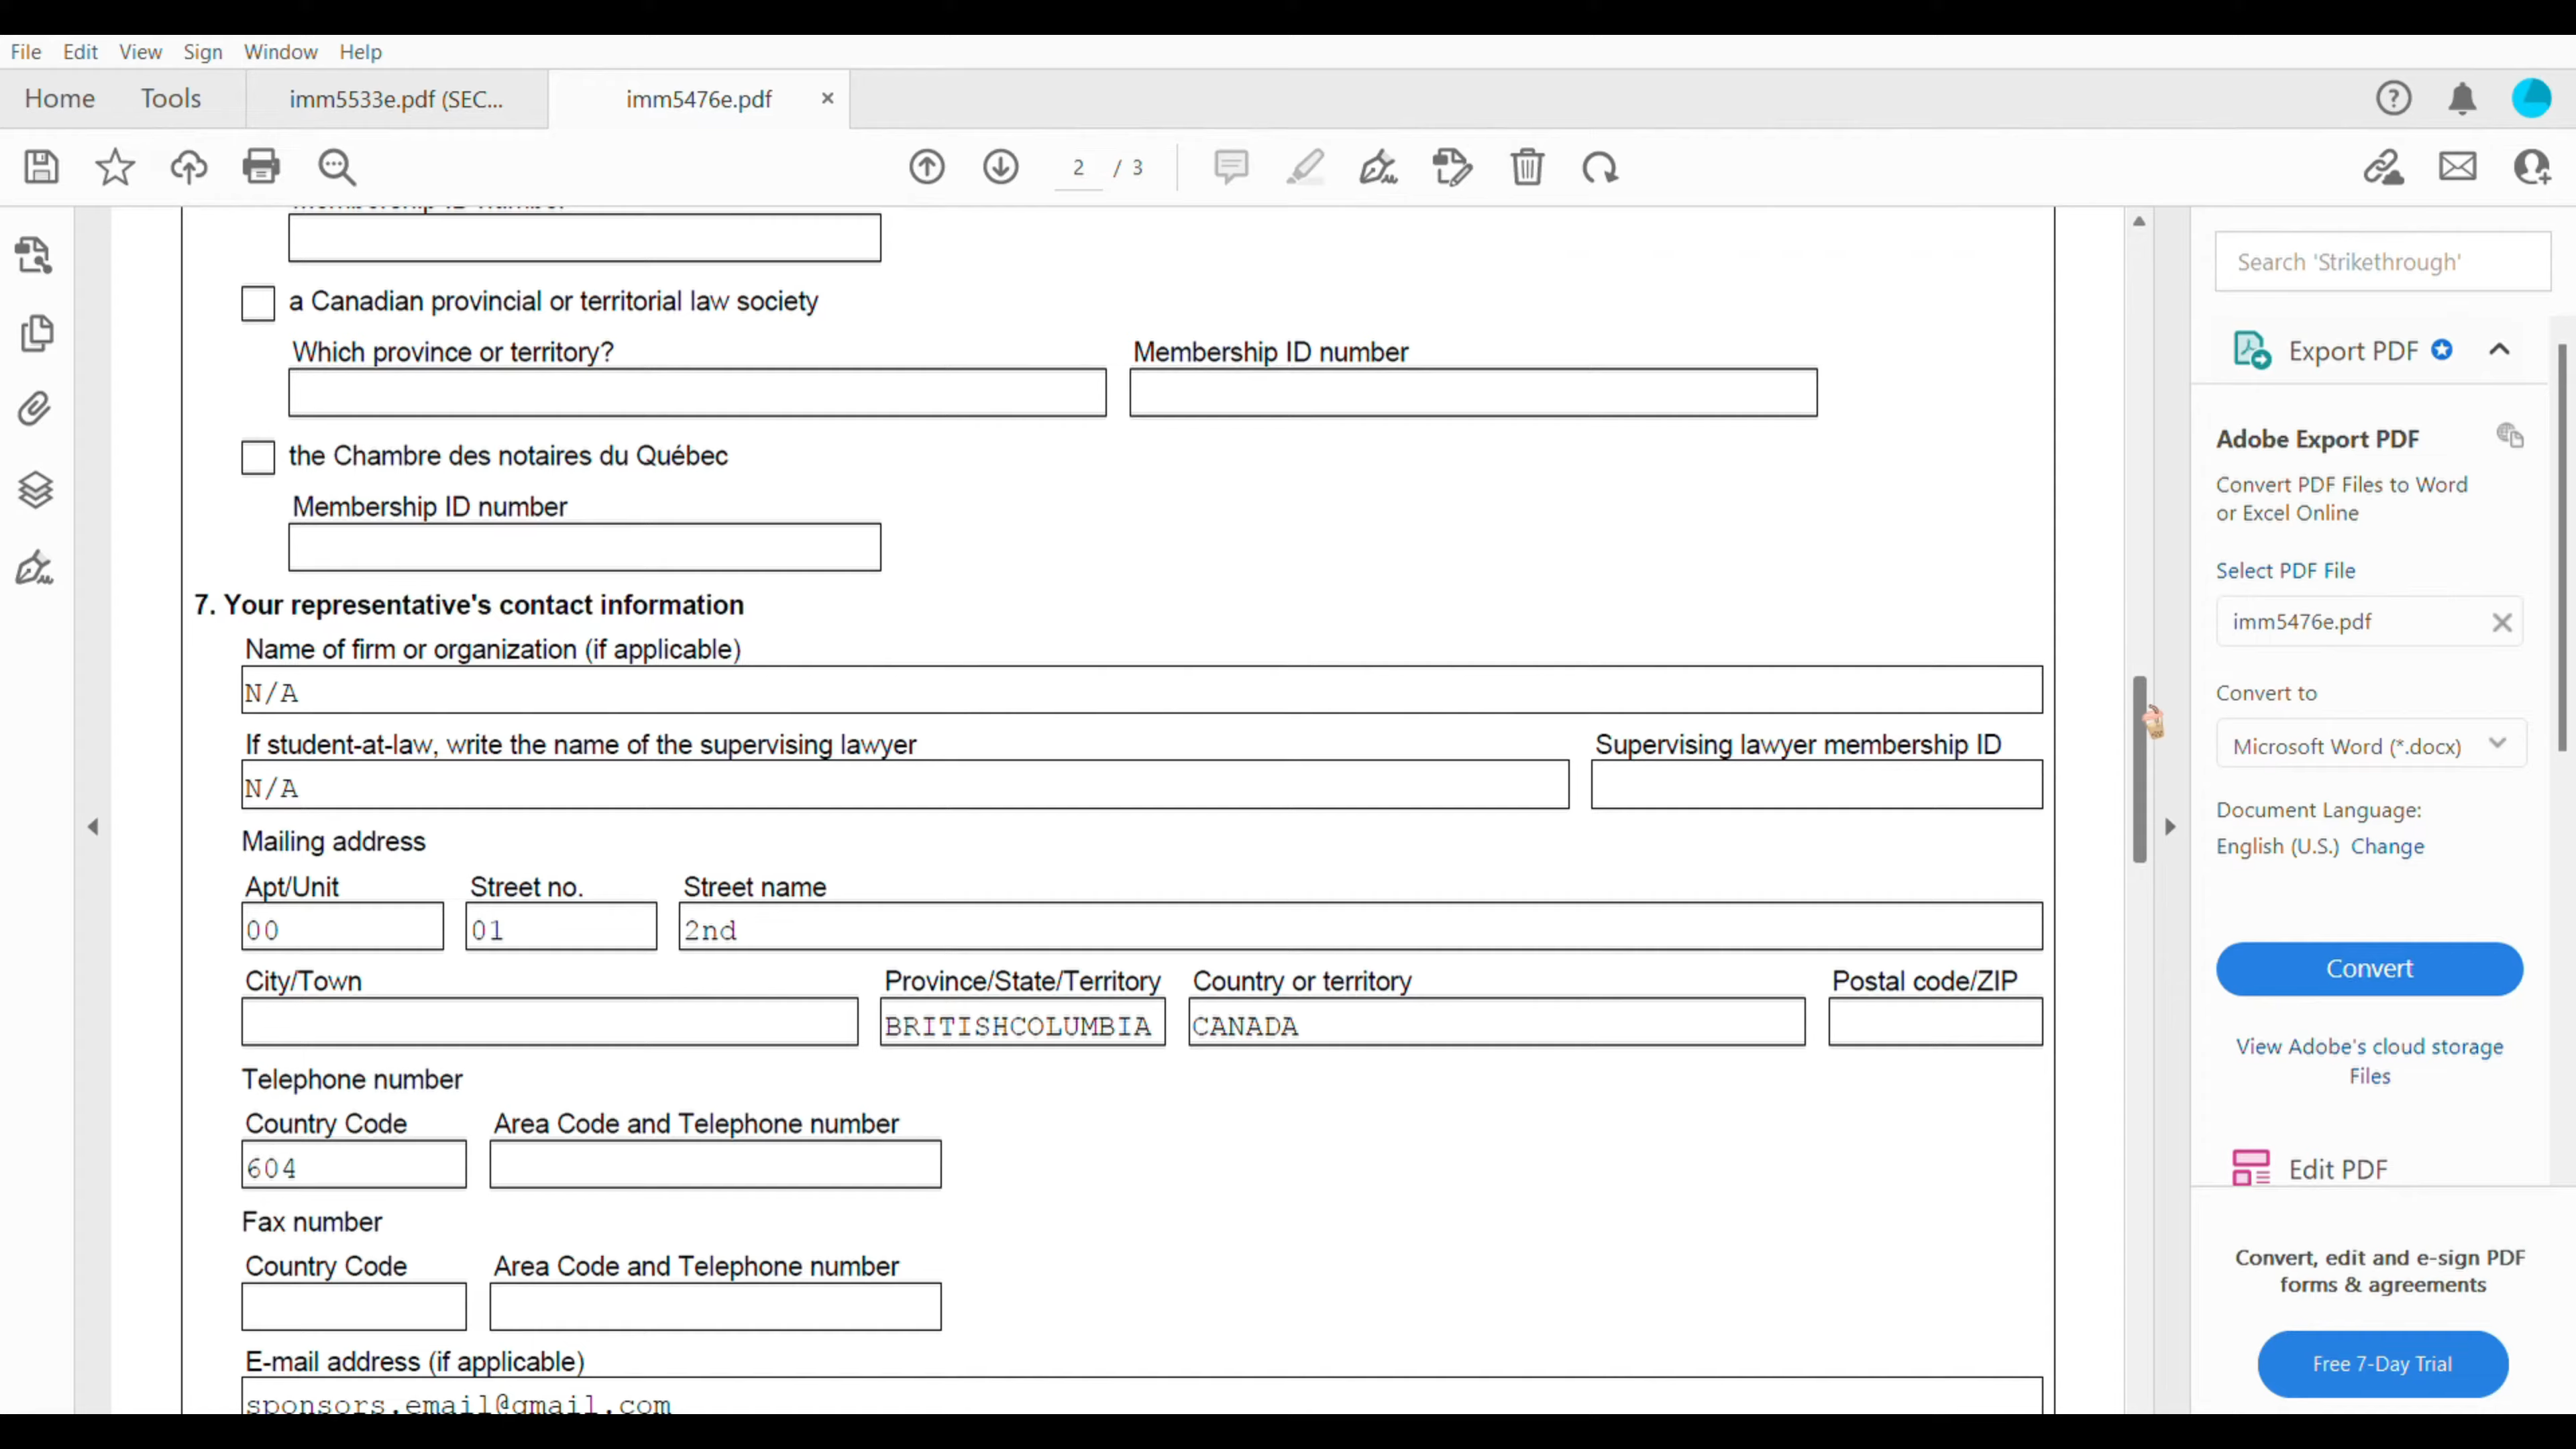 File Edit View Sign Window Help
Home Tools imm5533e.pdf (SEC... imm5476e.pdf ×
2 / 3
a Canadian provincial or territorial law society
Which province or territory? Membership ID number
the Chambre des notaires du Québec
Membership ID number
7. Your representative's contact information
Name of firm or organization (if applicable)
N/A
If student-at-law, write the name of the supervising lawyer Supervising lawyer membership ID
N/A
Mailing address
Apt/Unit Street no. Street name
00 01 2nd
City/Town Province/State/Territory Country or territory Postal code/ZIP
BRITISHCOLUMBIA CANADA
Telephone number
Country Code Area Code and Telephone number
604
Fax number
Country Code Area Code and Telephone number
E-mail address (if applicable)
sponsors.email@gmail.com
Search 'Strikethrough'
Export PDF
Adobe Export PDF
Convert PDF Files to Word
or Excel Online
Select PDF File
imm5476e.pdf
Convert to
Microsoft Word (*.docx)
Document Language:
English (U.S.) Change
Convert
View Adobe's cloud storage
Files
Edit PDF
Convert, edit and e-sign PDF
forms & agreements
Free 7-Day Trial